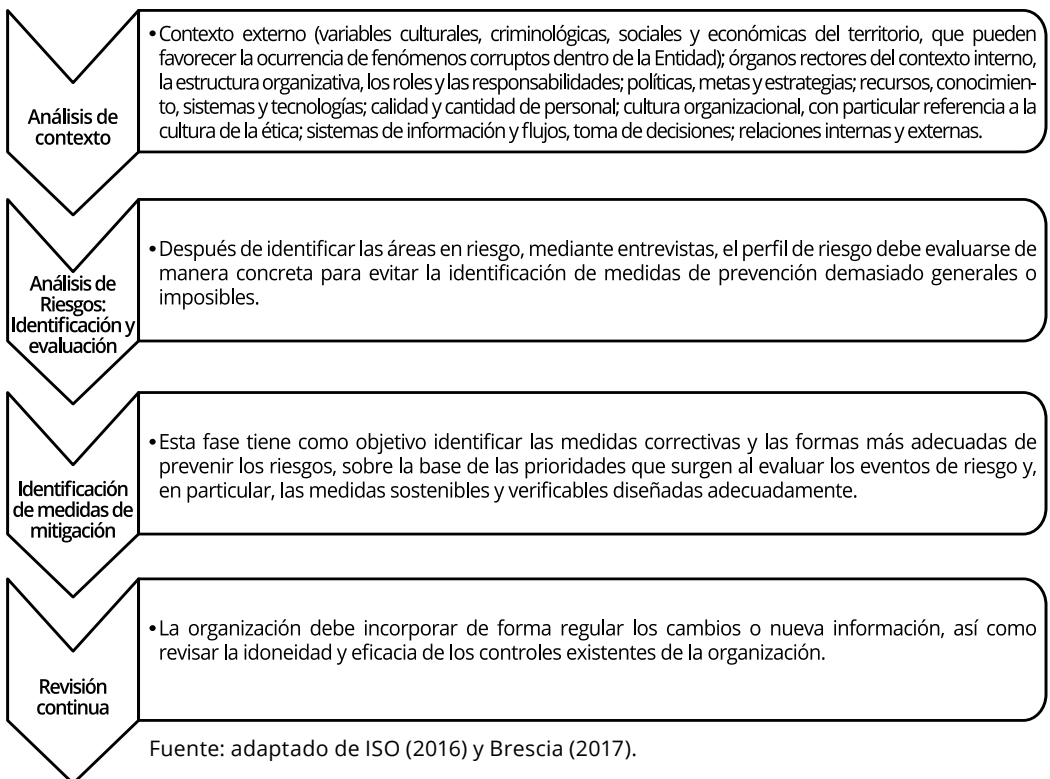 Análisis de
contexto
•Contexto externo (variables culturales, criminológicas, sociales y económicas del territorio, que pueden
favorecer la ocurrencia de fenómenos corruptos dentro de la Entidad); órganos rectores del contexto interno,
la estructura organizativa, los roles y las responsabilidades; políticas, metas y estrategias; recursos, conocimien-
to, sistemas y tecnologías; calidad y cantidad de personal; cultura organizacional, con particular referencia a la
cultura de la ética; sistemas de información y flujos, toma de decisiones; relaciones internas y externas.
Análisis de
Riesgos:
Identificación y
evaluación
•Después de identificar las áreas en riesgo, mediante entrevistas, el perfil de riesgo debe evaluarse de
manera concreta para evitar la identificación de medidas de prevención demasiado generales o
imposibles.
Identificación
de medidas de
mitigación
•Esta fase tiene como objetivo identificar las medidas correctivas y las formas más adecuadas de
prevenir los riesgos, sobre la base de las prioridades que surgen al evaluar los eventos de riesgo y,
en particular, las medidas sostenibles y verificables diseñadas adecuadamente.
Revisión
continua
•La organización debe incorporar de forma regular los cambios o nueva información, así como
revisar la idoneidad y eficacia de los controles existentes de la organización.
Fuente: adaptado de ISO (2016) y Brescia (2017).